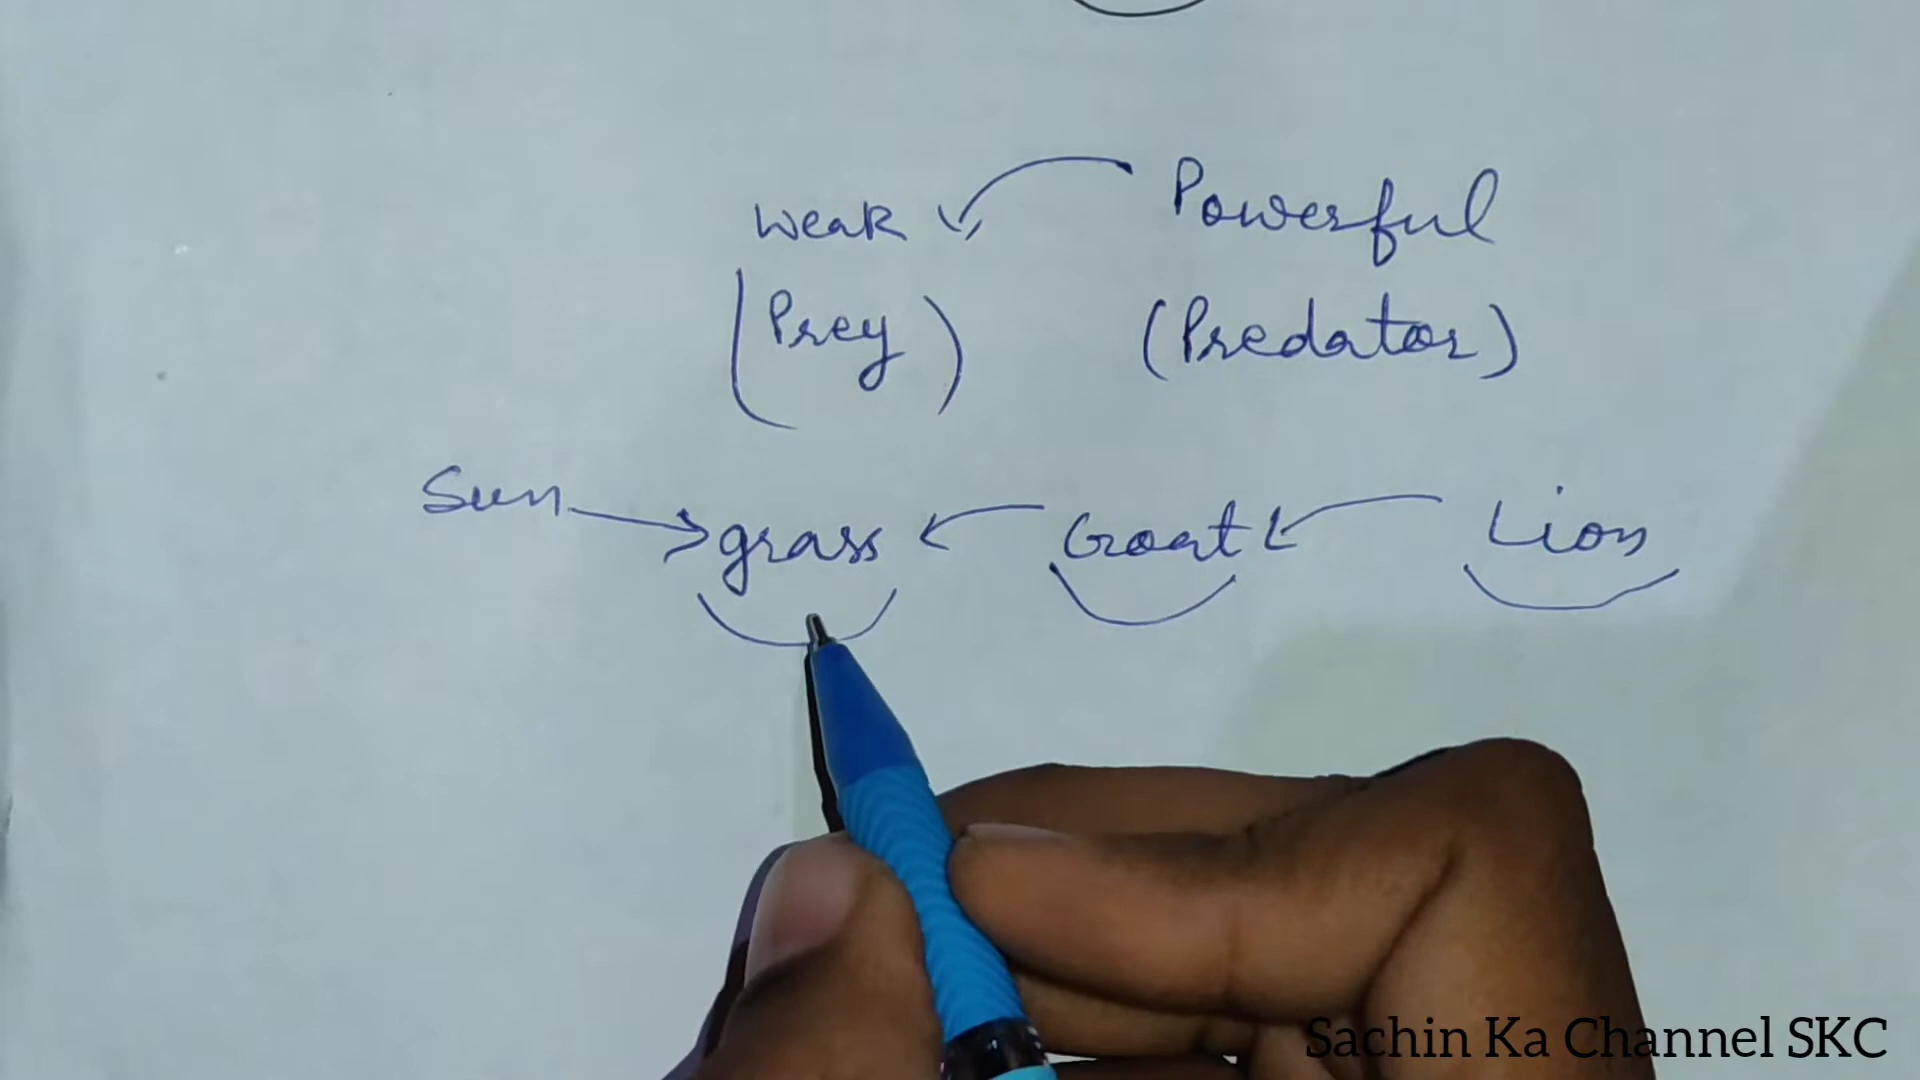 Weak Powerful
(Prey) (Predator)
Sun grass Goat Lion
Sachin Ka Channel SKC